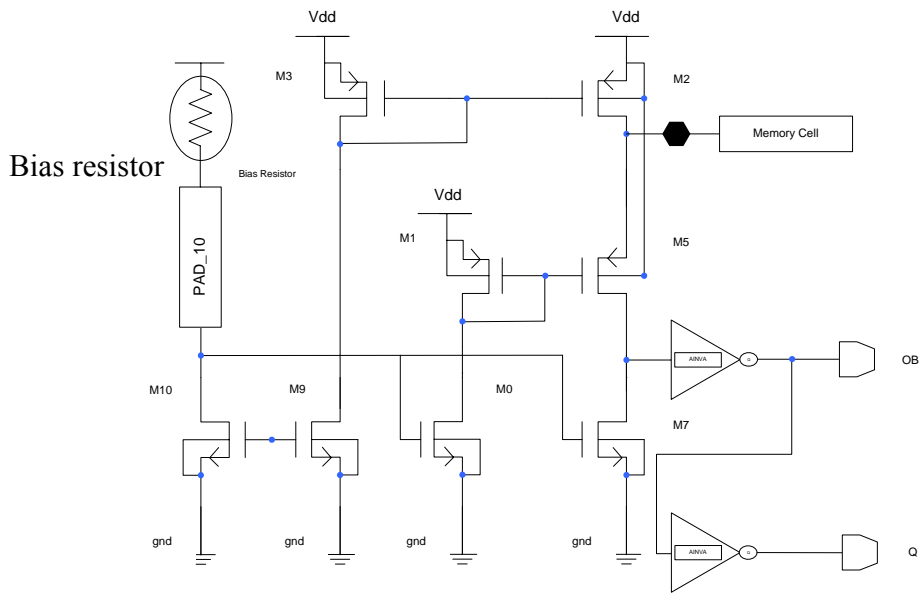 Vdd
Vdd
M3
M2
Memory Cell
Bias resistor
Bias Resistor
Vdd
M1
M5
PAD_10
AINVA
OB
M10
M9
M0
M7
gnd
gnd
gnd
gnd
AINVA
Q